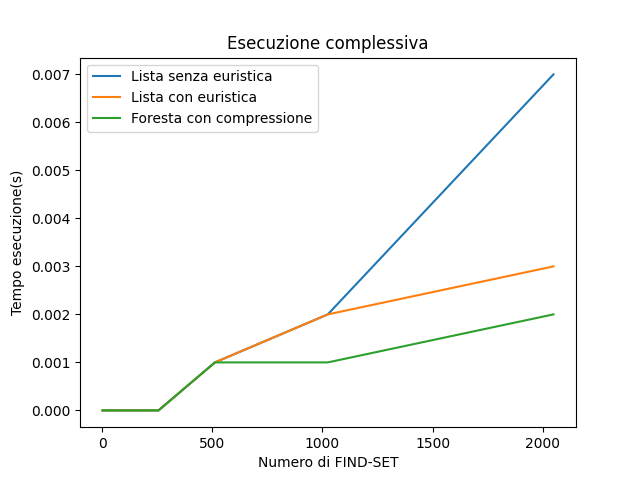 Esecuzione complessiva
Lista senza euristica
Lista con euristica
Foresta con compressione
Tempo esecuzione(s)
0.007
0.006
0.005
0.004
0.003
0.002
0.001
0.000
0 500 1000 1500 2000
Numero di FIND-SET